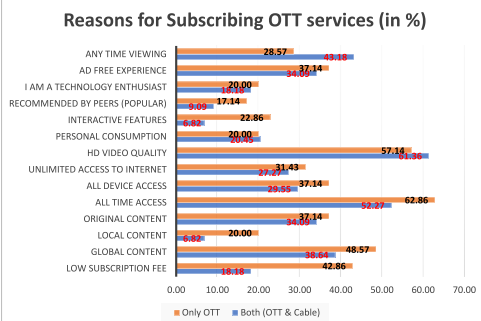 Reasons for Subscribing OTT services (in %)
ANY TIME VIEWING 28.57 43.18
AD FREE EXPERIENCE 37.14 34.09
I AM A TECHNOLOGY ENTHUSIAST 20.00 18.18
RECOMMENDED BY PEERS (POPULAR) 17.14 9.09
INTERACTIVE FEATURES 22.86 6.82
PERSONAL CONSUMPTION 20.00 20.45
HD VIDEO QUALITY 57.14 61.36
UNLIMITED ACCESS TO INTERNET 31.43 27.27
ALL DEVICE ACCESS 37.14 29.55
ALL TIME ACCESS 62.86 52.27
ORIGINAL CONTENT 37.14 34.09
LOCAL CONTENT 20.00 6.82
GLOBAL CONTENT 48.57 38.64
LOW SUBSCRIPTION FEE 42.86 18.18
0.00 10.00 20.00 30.00 40.00 50.00 60.00 70.00
Only OTT Both (OTT & Cable)